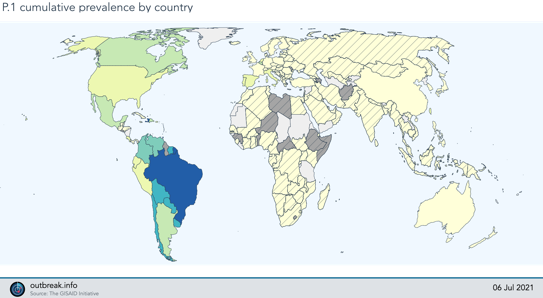 P.1 cumulative prevalence by country
outbreak.info
Source: The GISAID Initiative
06 Jul 2021